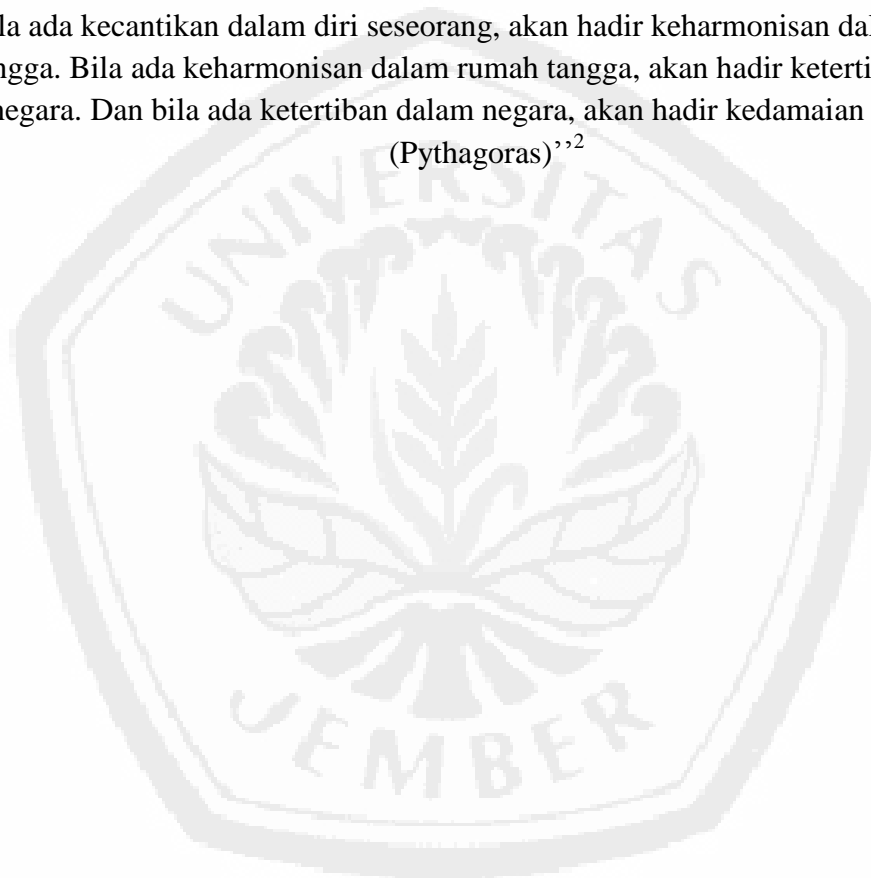 la ada kecantikan dalam diri seseorang, akan hadir keharmonisan dal
ngga. Bila ada keharmonisan dalam rumah tangga, akan hadir keterti
negara. Dan bila ada ketertiban dalam negara, akan hadir kedamaian
(Pythagoras)’’2
UNIVERSITAS
JEMBER